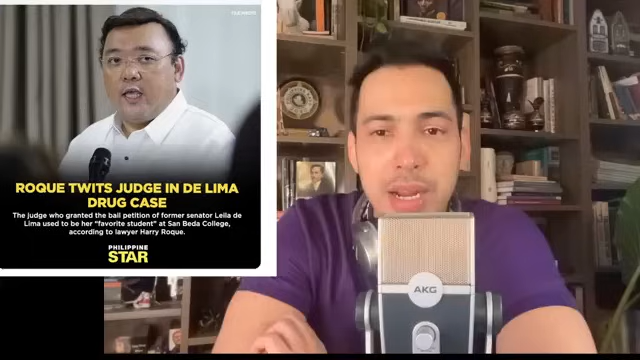 ROQUE TWITS JUDGE IN DE LIMA
DRUG CASE
The judge who granted the bail petition of former senator Leila de
Lima used to be her "favorite student" at San Beda College,
according to lawyer Harry Roque.
PHILIPPINE
STAR
AKG